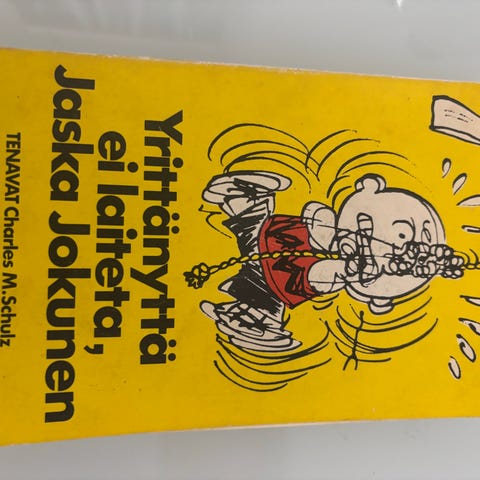 Yrittänyttä
ei laiteta,
Jaska Jokunen
TENAVAT Charles M. Schulz